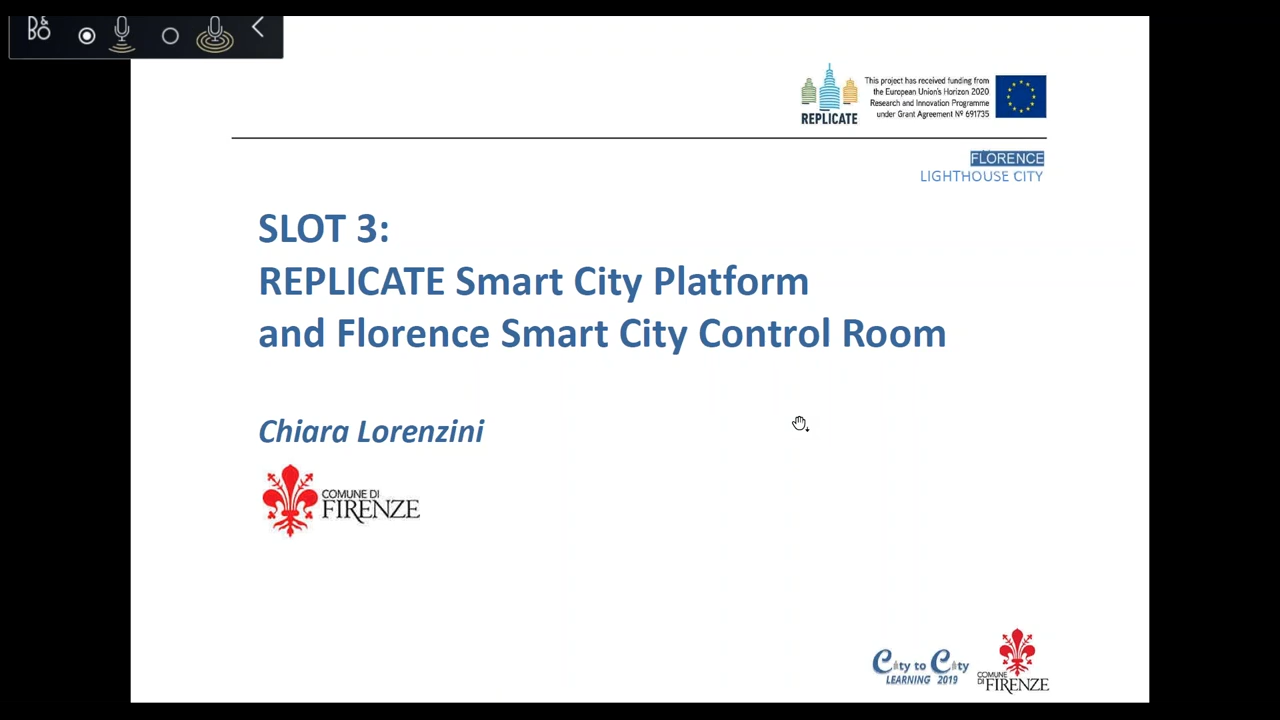 B&O
REPLICATE
This project has received funding from
the European Union's Horizon 2020
Research and Innovation Programme
under Grant Agreement Nº 691735
FLORENCE
LIGHTHOUSE CITY
SLOT 3:
REPLICATE Smart City Platform
and Florence Smart City Control Room
Chiara Lorenzini
COMUNE DI
FIRENZE
City to City
LEARNING 2019
COMUNE
DI FIRENZE